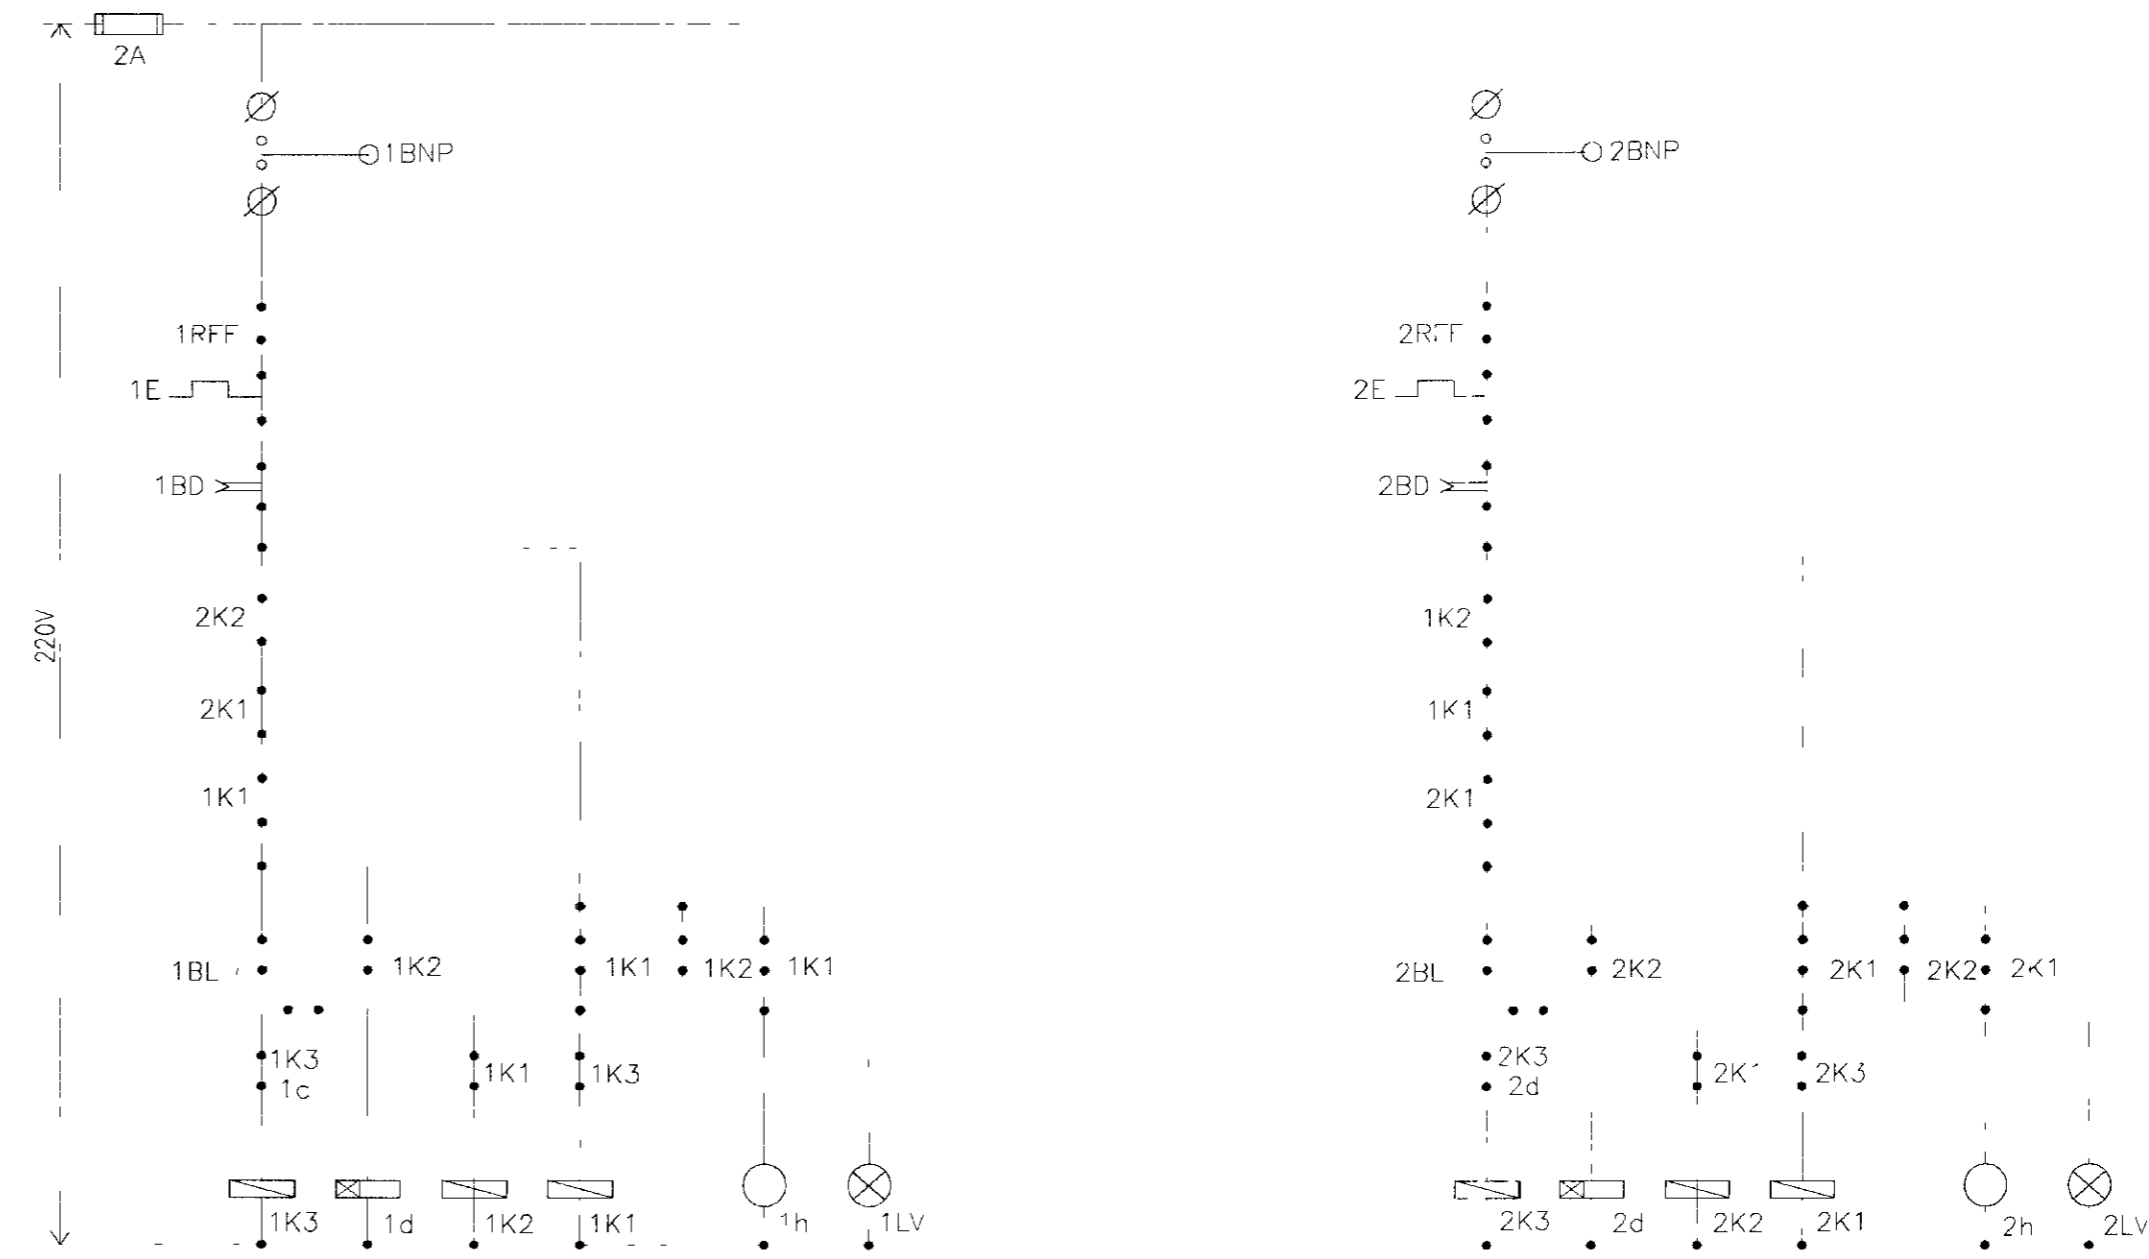 2A
1BNP 2BNP
1RFF 2RFF
1E 2E
1BD 2BD
220V
2K2 1K2
2K1 1K1
1K1 2K1
1BL 1K2 1K1 1K2 1K1 2BL 2K2 2K1 2K2 2K1
1K3 1K1 1K3 2K3 2K1 2K3
1c 2d
1K3 1d 1K2 1K1 1h 1LV 2K3 2d 2K2 2K1 2h 2LV